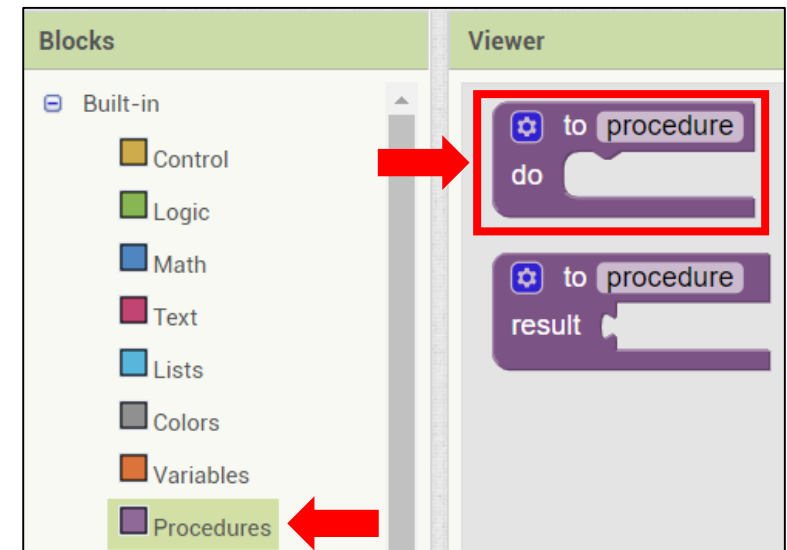 Blocks
Built-in
Control
Logic
Math
Text
Lists
Colors
Variables
Procedures
Viewer
to procedure
do
to procedure
result